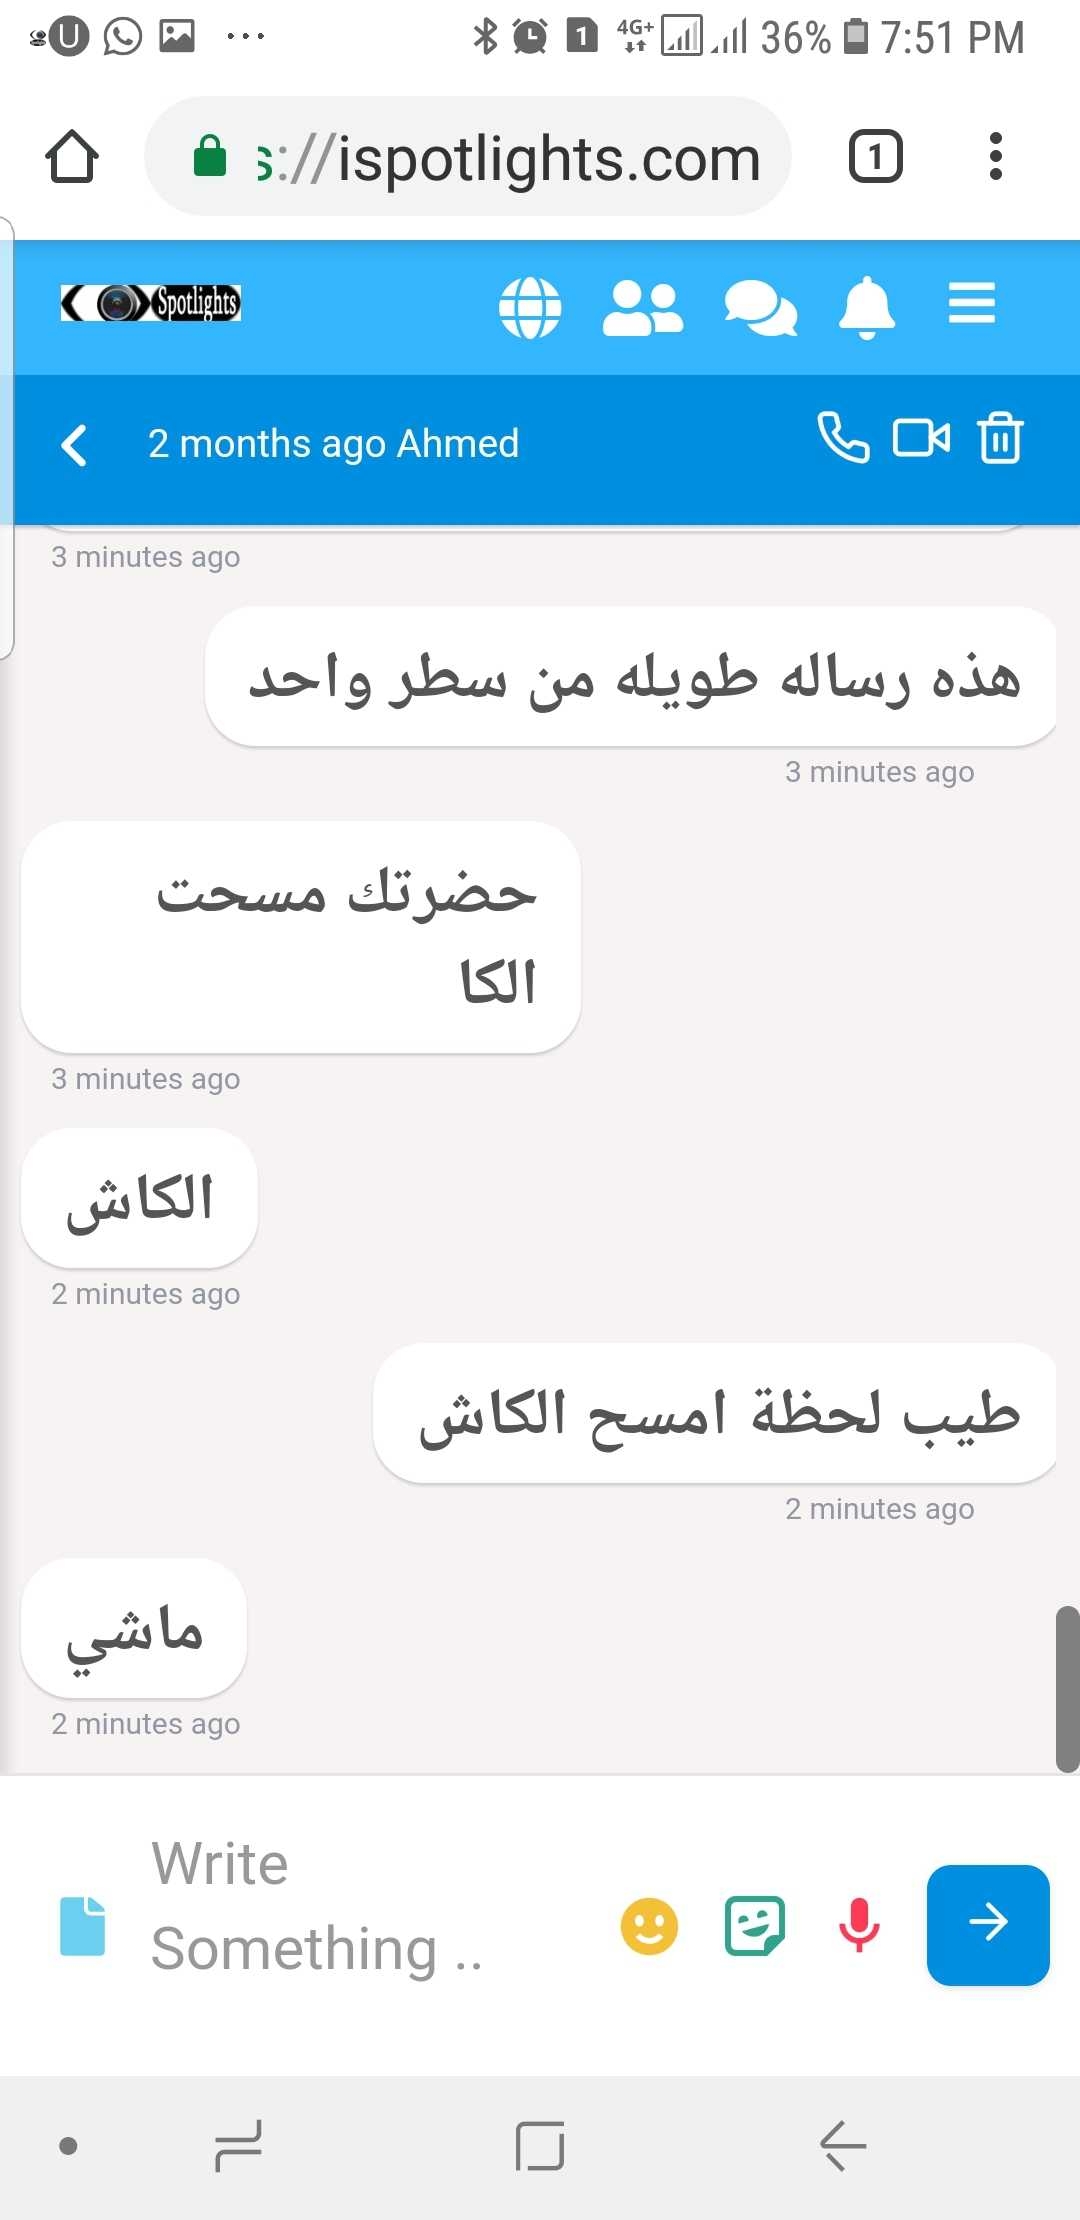 U
1
4G+
36%
7:51 PM
s://ispotlights.com
1
Spotlights
2 months ago Ahmed
3 minutes ago
هذه رساله طويله من سطر واحد
3 minutes ago
حضرتك مسحت
الكا
3 minutes ago
الكاش
2 minutes ago
طيب لحظة امسح الكاش
2 minutes ago
ماشي
2 minutes ago
Write
Something ..